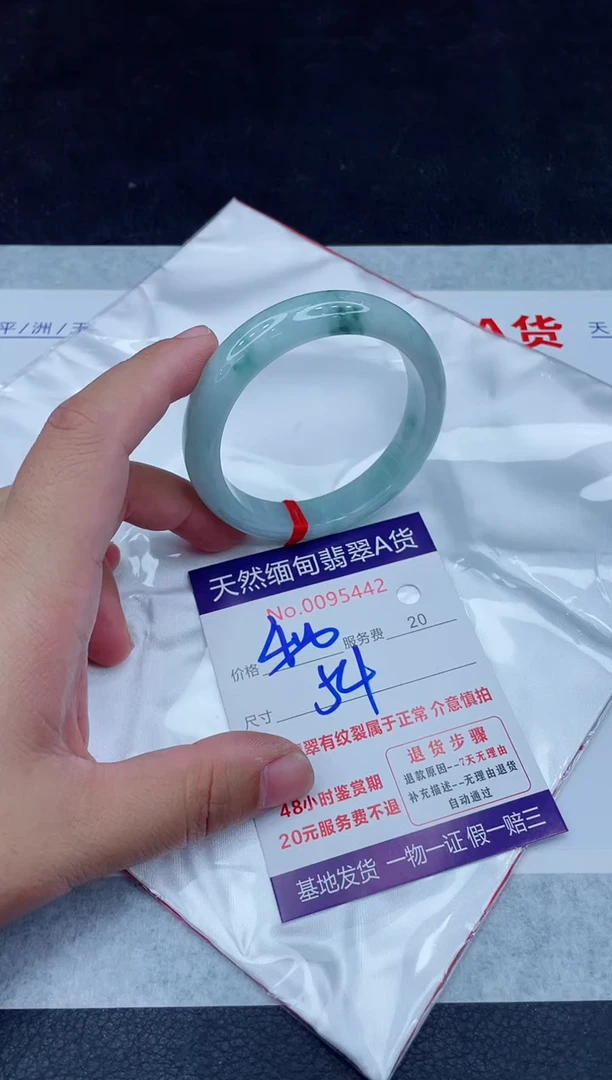 平/洲/玉
A货
天
天然缅甸翡翠A货
No.0095442
价格 服务费 20
尺寸 54
翠有纹裂属于正常 介意慎拍
48小时鉴赏期
20元服务费不退
退货步骤
退款原因--7天无理由
补充描述--无理由退货
自动通过
基地发货 一物一证 假一赔三